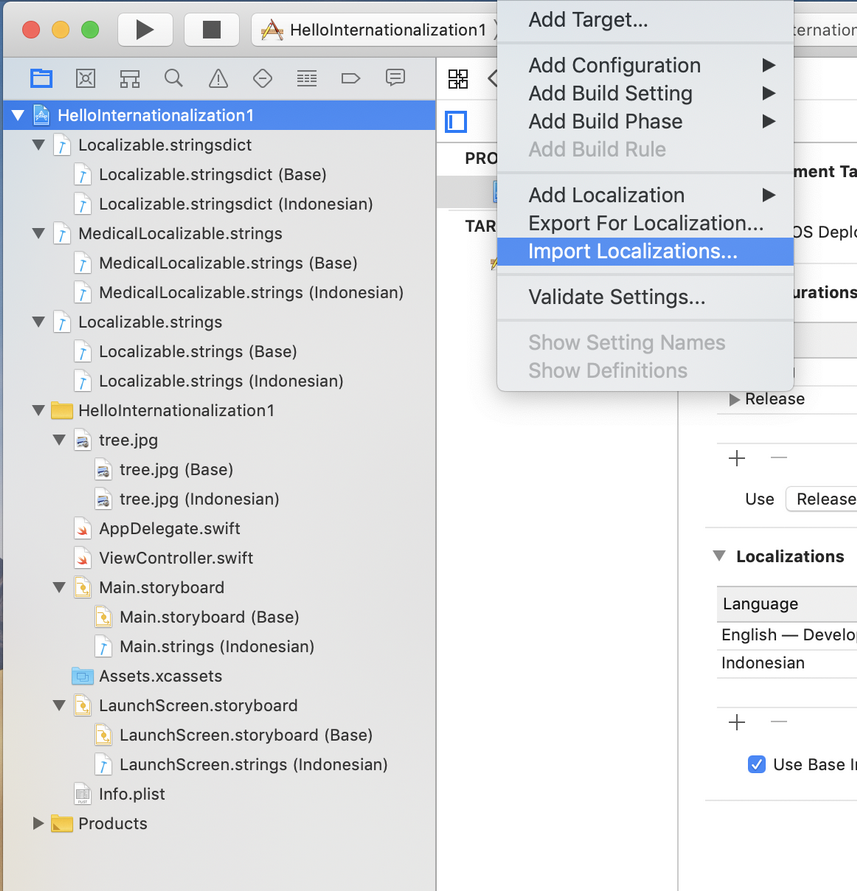 HelloInternationalization1
ternation
Add Target...
Add Configuration
Add Build Setting
Add Build Phase
Add Build Rule
Add Localization
Export For Localization...
Import Localizations...
Validate Settings...
Show Setting Names
Show Definitions
HelloInternationalization1
Localizable.stringsdict
Localizable.stringsdict (Base)
Localizable.stringsdict (Indonesian)
MedicalLocalizable.strings
MedicalLocalizable.strings (Base)
MedicalLocalizable.strings (Indonesian)
Localizable.strings
Localizable.strings (Base)
Localizable.strings (Indonesian)
HelloInternationalization1
tree.jpg
tree.jpg (Base)
tree.jpg (Indonesian)
AppDelegate.swift
ViewController.swift
Main.storyboard
Main.storyboard (Base)
Main.strings (Indonesian)
Assets.xcassets
LaunchScreen.storyboard
LaunchScreen.storyboard (Base)
LaunchScreen.strings (Indonesian)
Info.plist
Products
PRO
TAR
ment Ta
OS Deplo
urations
Release
Use Release
Localizations
Language
English — Develop
Indonesian
Use Base I